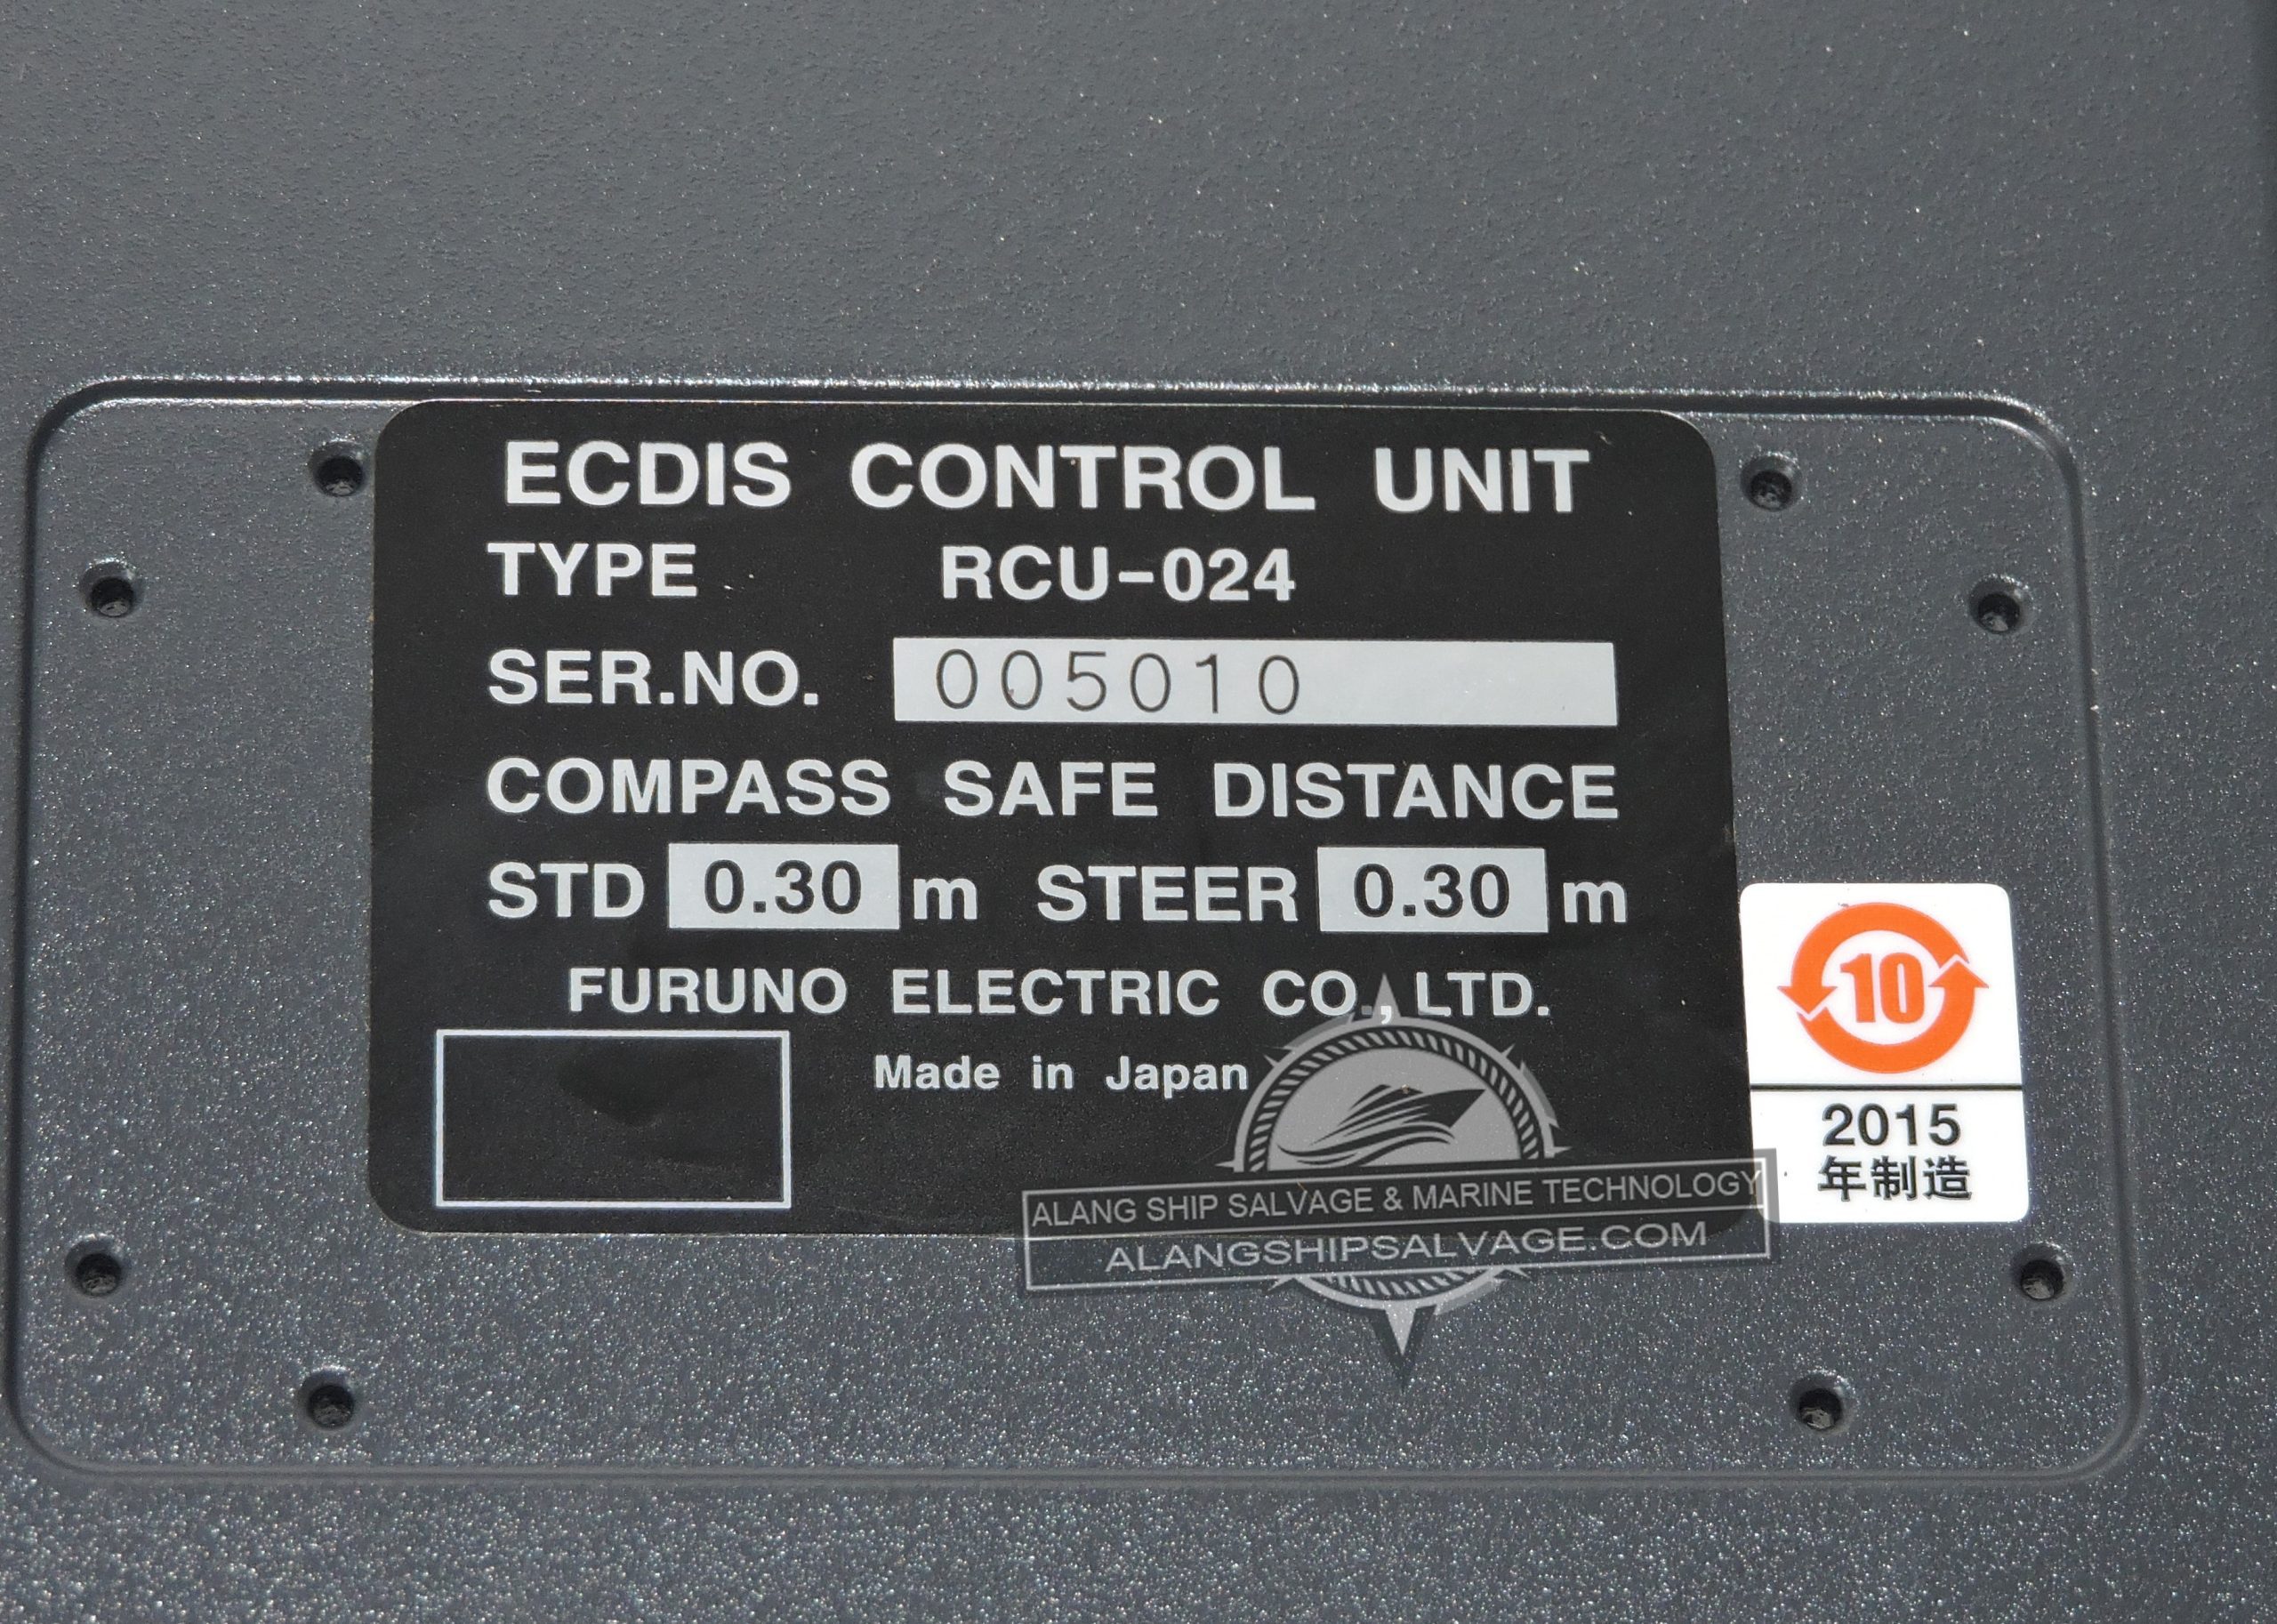 ECDIS CONTROL UNIT
TYPE RCU-024
SER.NO. 005010
COMPASS SAFE DISTANCE
STD 0.30 m STEER 0.30 m
FURUNO ELECTRIC CO., LTD.
Made in Japan
10
2015
年制造
ALANG SHIP SALVAGE & MARINE TECHNOLOGY
ALANGSHIPSALVAGE.COM